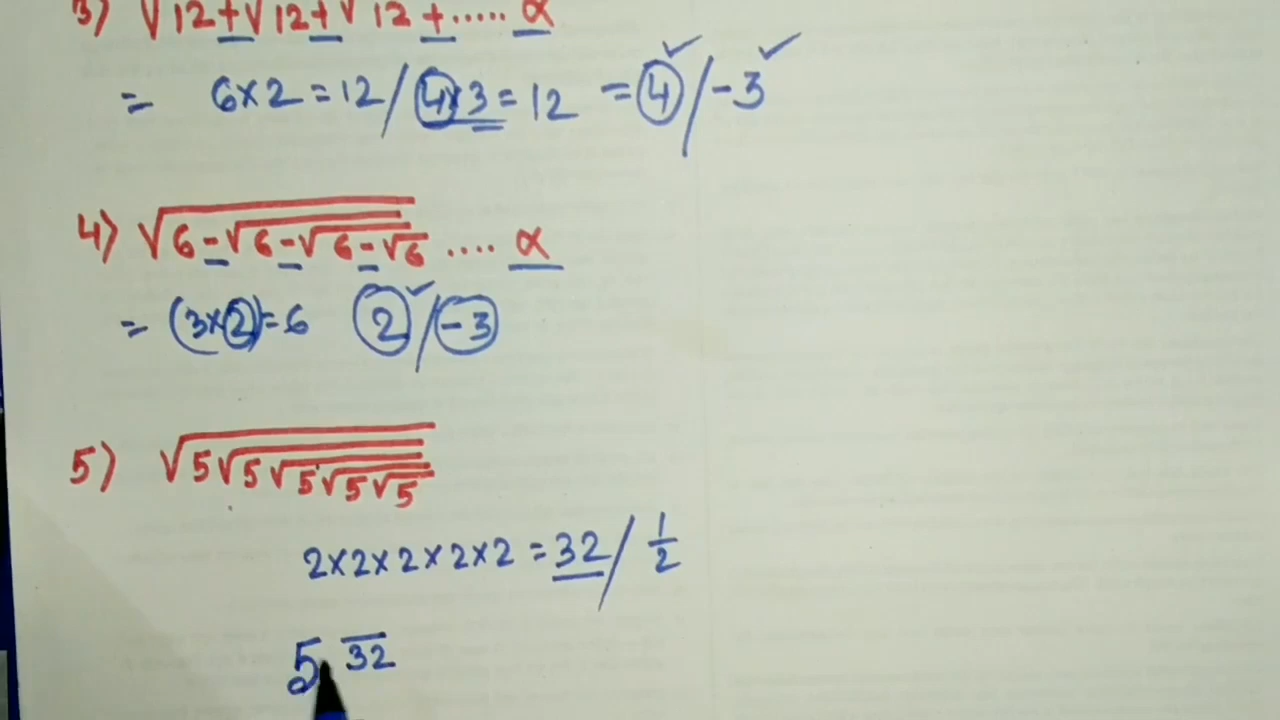 3) √12+√12+√12+..... α
= 6×2=12/4×3=12 =4/-3
4) √6-√6-√6-√6 .... α
= (3×2)=6 2/-3
5) √5√5√5√5√5
2×2×2×2×2=32/1/2
5 32